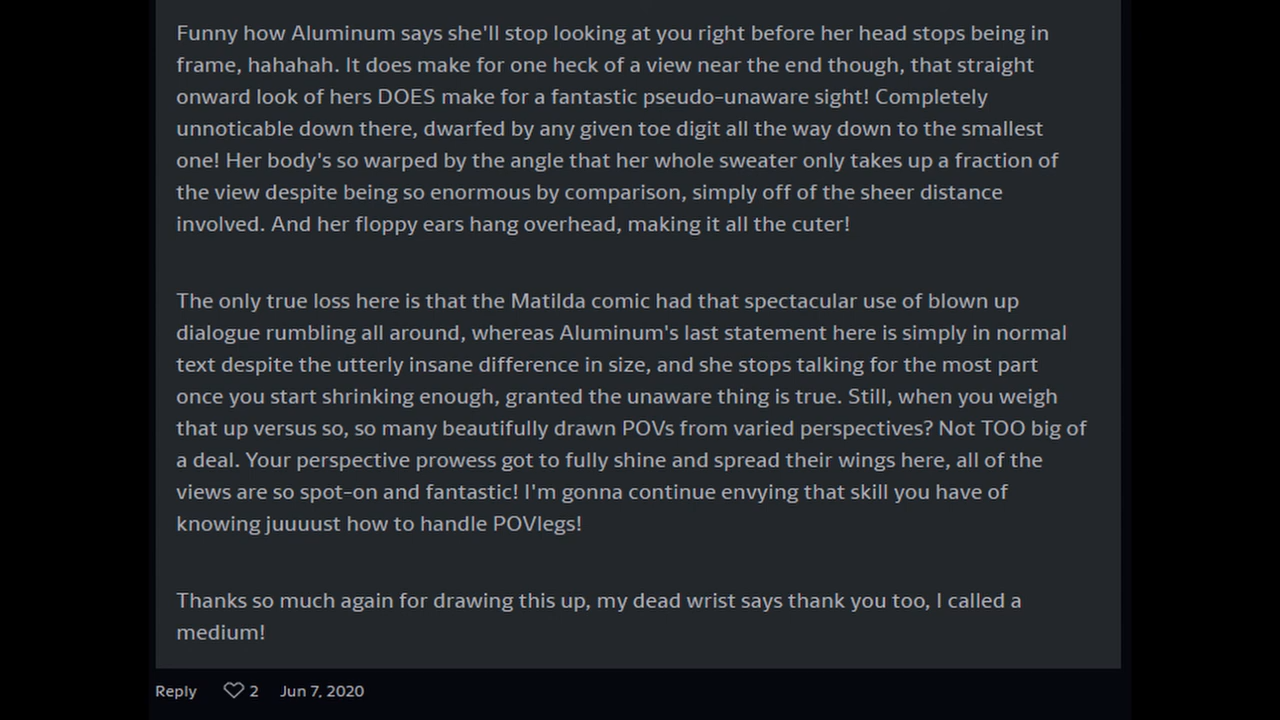 Funny how Aluminum says she'll stop looking at you right before her head stops being in
frame, hahahah. It does make for one heck of a view near the end though, that straight
onward look of hers DOES make for a fantastic pseudo-unaware sight! Completely
unnoticable down there, dwarfed by any given toe digit all the way down to the smallest
one! Her body's so warped by the angle that her whole sweater only takes up a fraction of
the view despite being so enormous by comparison, simply off of the sheer distance
involved. And her floppy ears hang overhead, making it all the cuter!
The only true loss here is that the Matilda comic had that spectacular use of blown up
dialogue rumbling all around, whereas Aluminum's last statement here is simply in normal
text despite the utterly insane difference in size, and she stops talking for the most part
once you start shrinking enough, granted the unaware thing is true. Still, when you weigh
that up versus so, so many beautifully drawn POVs from varied perspectives? Not TOO big of
a deal. Your perspective prowess got to fully shine and spread their wings here, all of the
views are so spot-on and fantastic! I'm gonna continue envying that skill you have of
knowing juuuust how to handle POVlegs!
Thanks so much again for drawing this up, my dead wrist says thank you too, I called a
medium!
Reply 2 Jun 7, 2020